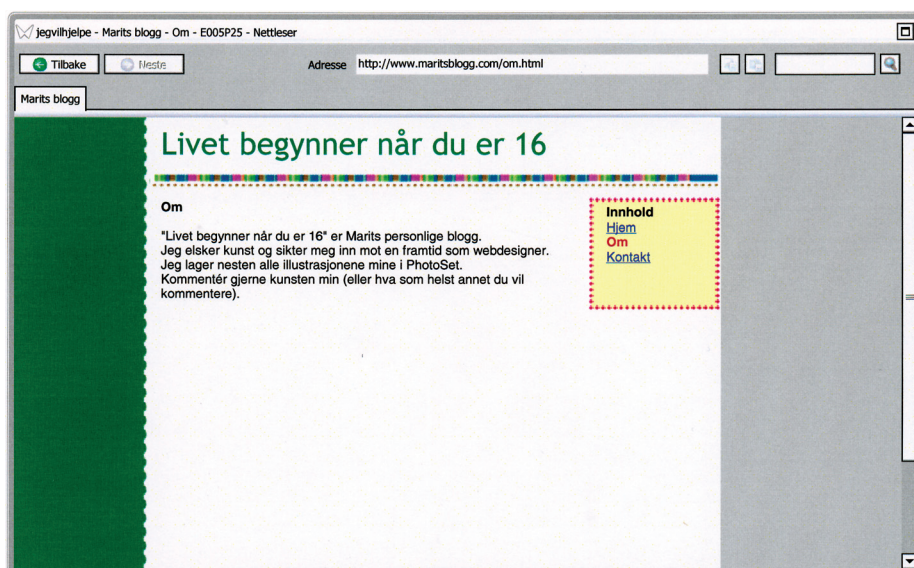 jegvilhjelpe - Marits blogg - Om - E005P25 - Nettleser
Tilbake Neste Adresse http://www.maritsblogg.com/om.html
Marits blogg
Livet begynner når du er 16
Om
"Livet begynner når du er 16" er Marits personlige blogg.
Jeg elsker kunst og sikter meg inn mot en framtid som webdesigner.
Jeg lager nesten alle illustrasjonene mine i PhotoSet.
Kommentér gjerne kunsten min (eller hva som helst annet du vil
kommentere).
Innhold
Hjem
Om
Kontakt